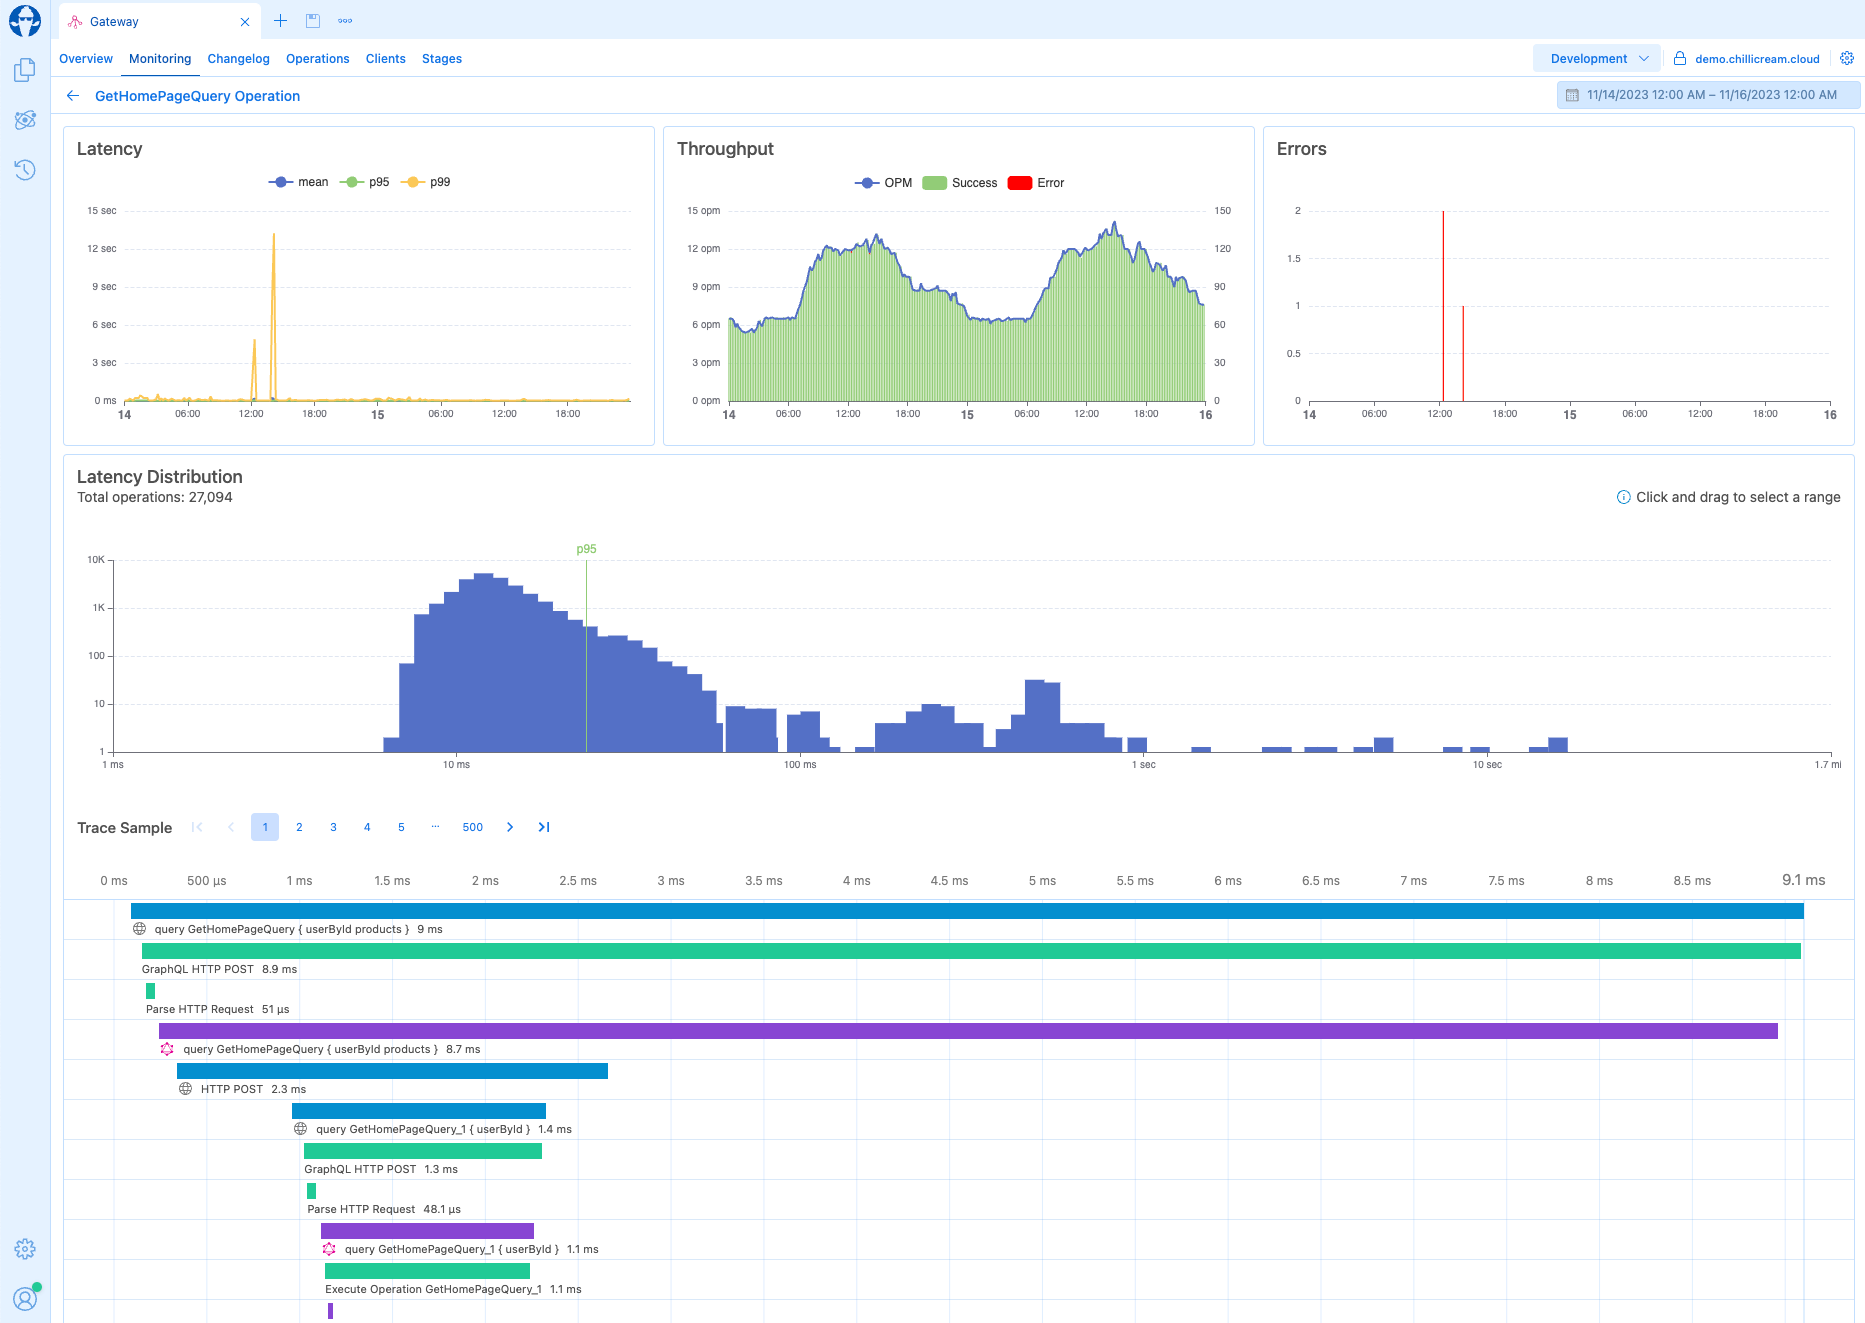 Gateway
Overview Monitoring Changelog Operations Clients Stages Development demo.chillicream.cloud
GetHomePageQuery Operation 11/14/2023 12:00 AM – 11/16/2023 12:00 AM
Latency
mean p95 p99
15 sec
12 sec
9 sec
6 sec
3 sec
0 ms
14 06:00 12:00 18:00 15 06:00 12:00 18:00
Throughput
OPM Success Error
15 opm 150
12 opm 120
9 opm 90
6 opm 60
3 opm 30
0 opm 0
14 06:00 12:00 18:00 15 06:00 12:00 18:00 16
Errors
2
1.5
1
0.5
0
14 06:00 12:00 18:00 15 06:00 12:00 18:00 16
Latency Distribution
Total operations: 27,094
Click and drag to select a range
p95
10K
1K
100
10
1
1 ms 10 ms 100 ms 1 sec 10 sec 1.7 mi
Trace Sample 1 2 3 4 5 ··· 500
0 ms 500 µs 1 ms 1.5 ms 2 ms 2.5 ms 3 ms 3.5 ms 4 ms 4.5 ms 5 ms 5.5 ms 6 ms 6.5 ms 7 ms 7.5 ms 8 ms 8.5 ms 9.1 ms
query GetHomePageQuery { userById products } 9 ms
GraphQL HTTP POST 8.9 ms
Parse HTTP Request 51 µs
query GetHomePageQuery { userById products } 8.7 ms
HTTP POST 2.3 ms
query GetHomePageQuery_1 { userById } 1.4 ms
GraphQL HTTP POST 1.3 ms
Parse HTTP Request 48.1 µs
query GetHomePageQuery_1 { userById } 1.1 ms
Execute Operation GetHomePageQuery_1 1.1 ms